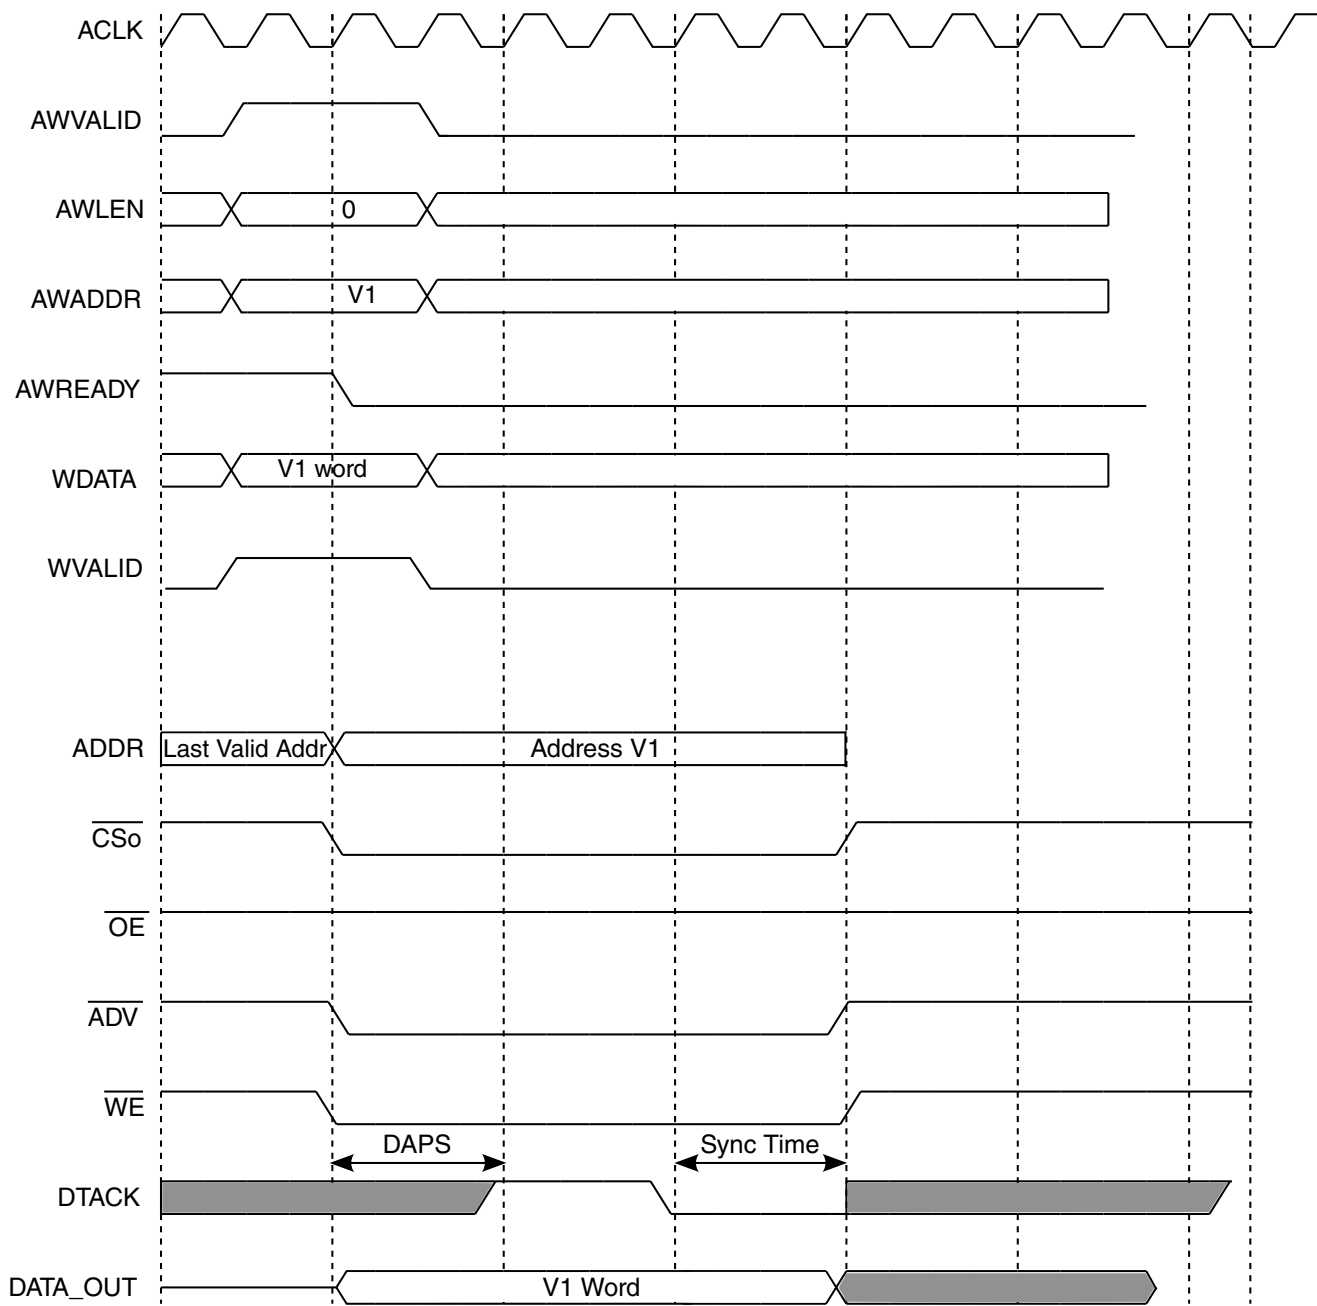 ACLK
AWVALID
AWLEN 0
AWADDR V1
AWREADY
WDATA V1 word
WVALID
ADDR Last Valid Addr Address V1
CSo
OE
ADV
WE
DAPS Sync Time
DTACK
DATA_OUT V1 Word